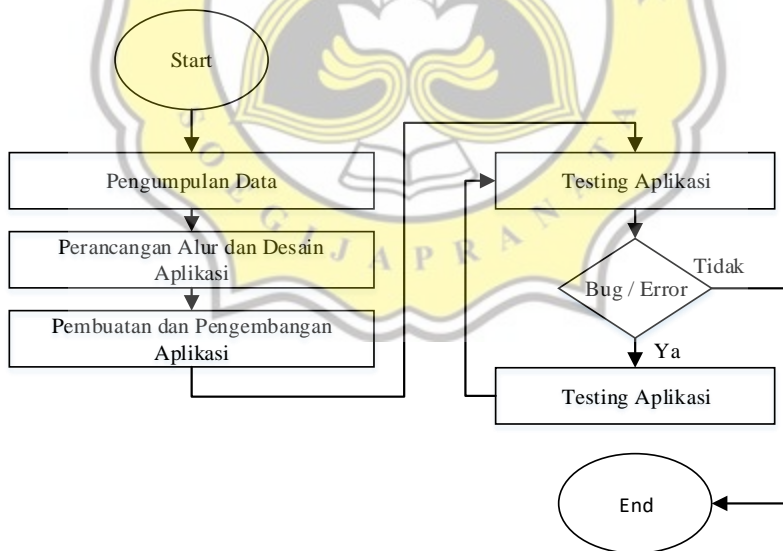 Start
Pengumpulan Data
Perancangan Alur dan Desain
Aplikasi
Pembuatan dan Pengembangan
Aplikasi
Testing Aplikasi
Bug / Error
Tidak
Ya
Testing Aplikasi
End
SOEGIJAPRANATA